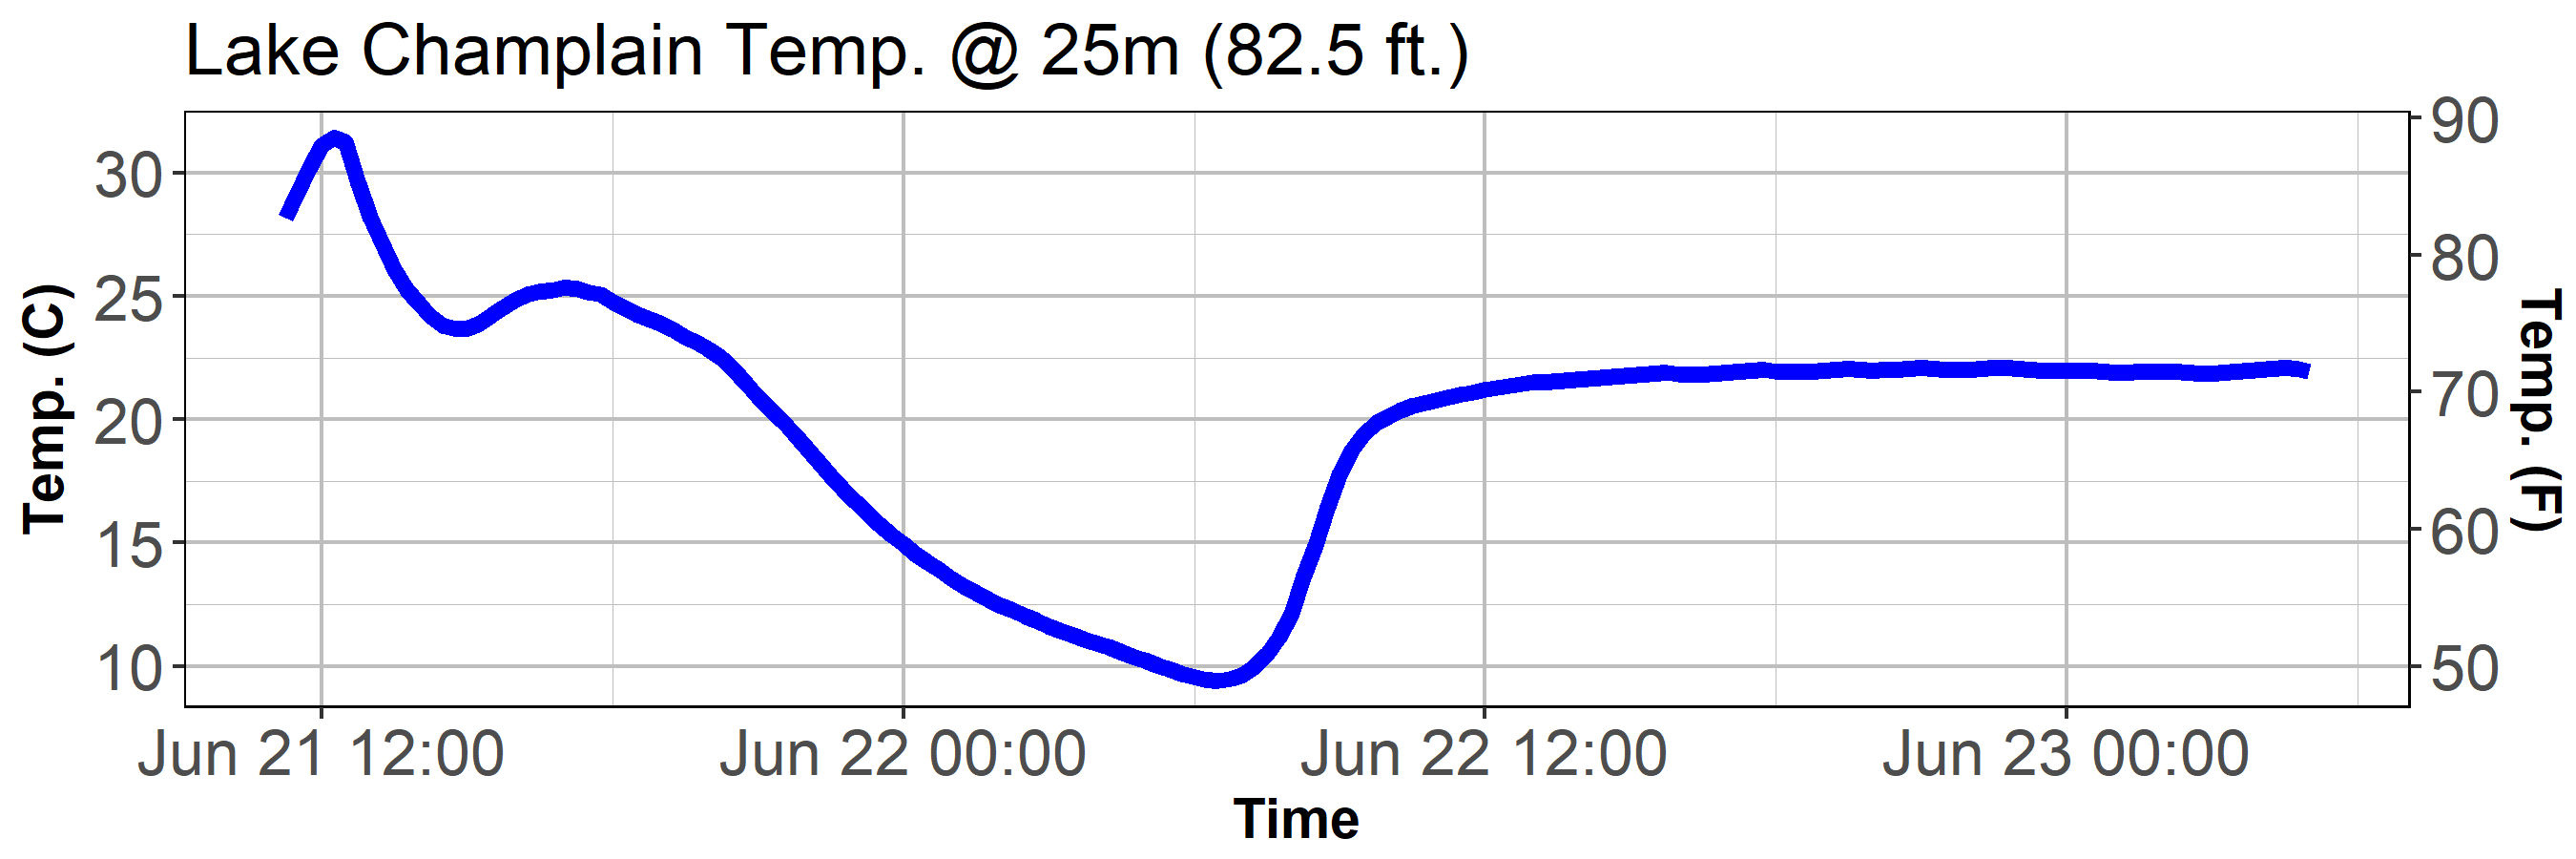 Lake Champlain Temp. @ 25m (82.5 ft.)
Temp. (C)
30
25
20
15
10
90
80
70
60
50
Temp. (F)
Jun 21 12:00
Jun 22 00:00
Jun 22 12:00
Jun 23 00:00
Time